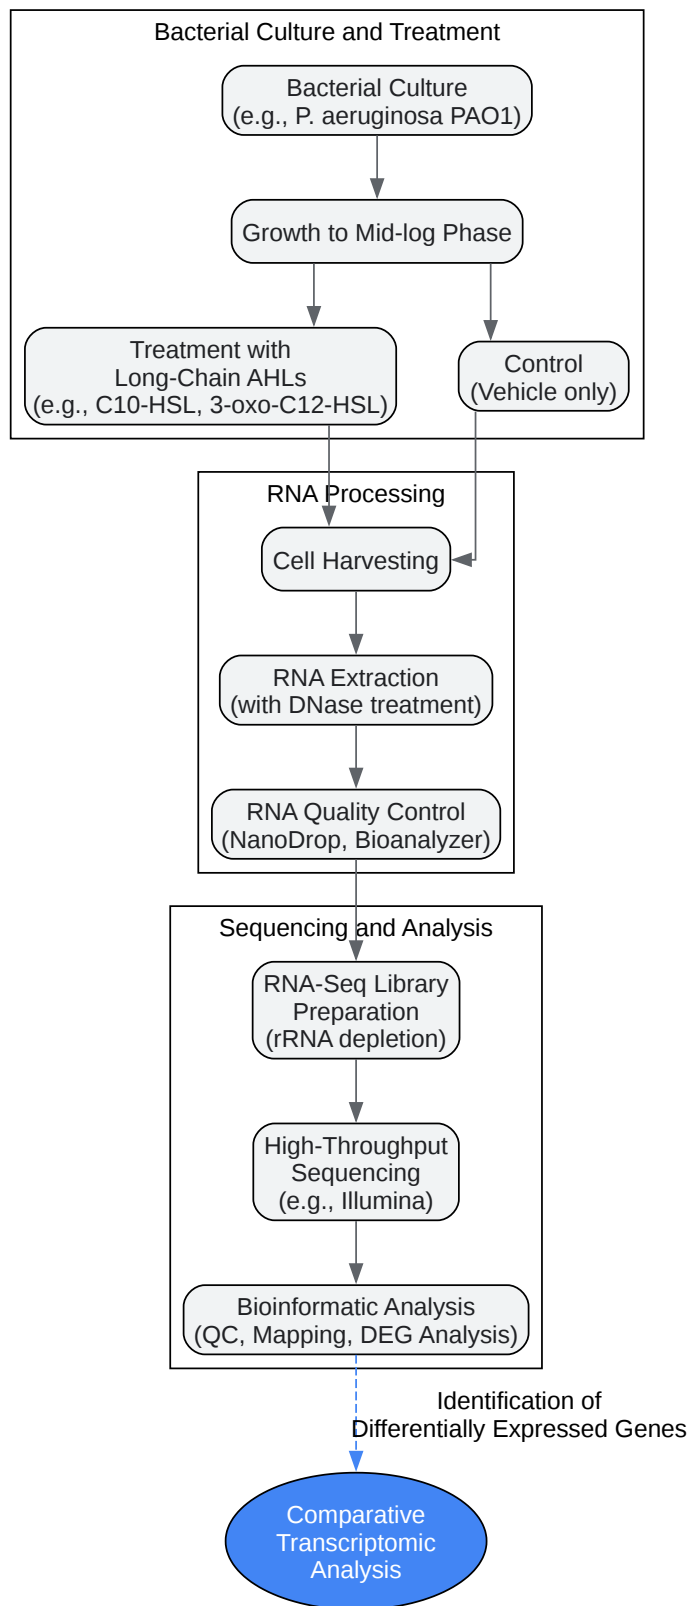 Bacterial Culture and Treatment
Bacterial Culture
(e.g., P. aeruginosa PAO1)
Growth to Mid-log Phase
Treatment with
Long-Chain AHLs
(e.g., C10-HSL, 3-oxo-C12-HSL)
Control
(Vehicle only)
RNA Processing
Cell Harvesting
RNA Extraction
(with DNase treatment)
RNA Quality Control
(NanoDrop, Bioanalyzer)
Sequencing and Analysis
RNA-Seq Library
Preparation
(rRNA depletion)
High-Throughput
Sequencing
(e.g., Illumina)
Bioinformatic Analysis
(QC, Mapping, DEG Analysis)
Identification of
Differentially Expressed Genes
Comparative
Transcriptomic
Analysis